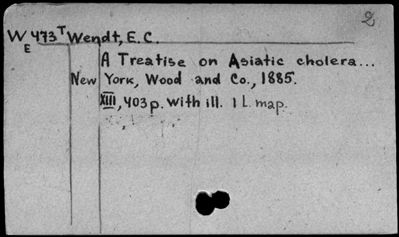 2
W 473 T Wendt, E.C.
E
A Treatise on Asiatic cholera...
New York, Wood and Co., 1885.
XIII, 403 p. with ill. 1 L. map.